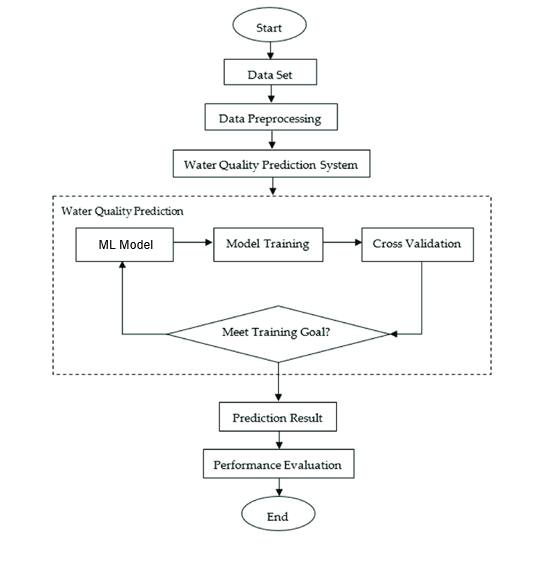 Start
Data Set
Data Preprocessing
Water Quality Prediction System
Water Quality Prediction
ML Model
Model Training
Cross Validation
Meet Training Goal?
Prediction Result
Performance Evaluation
End